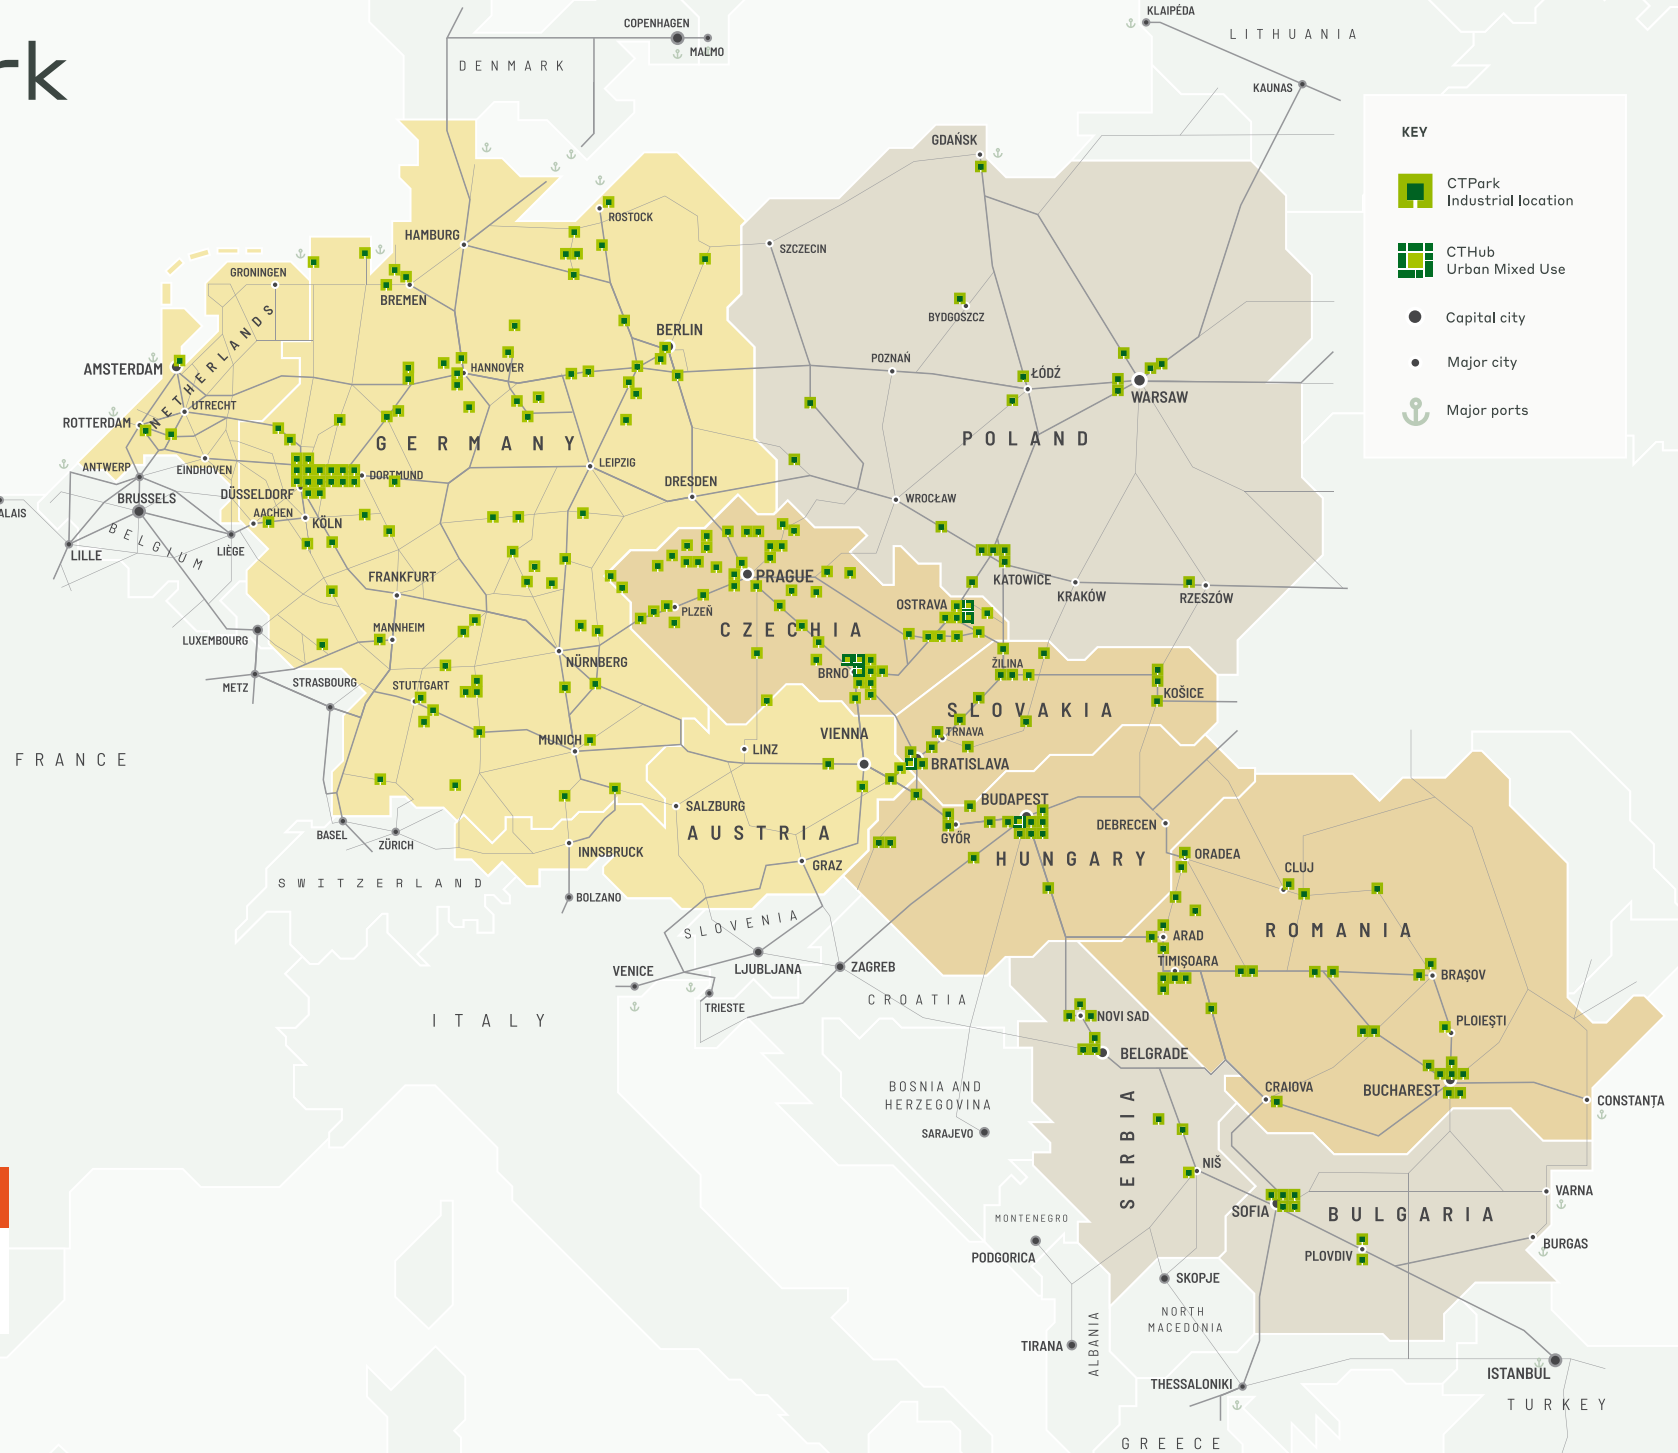 rk
KEY
CTPark
Industrial location
CTHub
Urban Mixed Use
Capital city
Major city
Major ports
COPENHAGEN
MALMO
DENMARK
KLAIPÉDA
LITHUANIA
KAUNAS
GDAŃSK
ROSTOCK
HAMBURG
SZCZECIN
GRONINGEN
BREMEN
BYDGOSZCZ
BERLIN
NETHERLANDS
AMSTERDAM
HANNOVER
POZNAŃ
ŁÓDŹ
WARSAW
UTRECHT
ROTTERDAM
GERMANY
POLAND
ANTWERP
EINDHOVEN
DORTMUND
LEIPZIG
DRESDEN
BRUSSELS
DÜSSELDORF
WROCŁAW
ALAIS
AACHEN
KÖLN
BELGIUM
LILLE
LIÈGE
FRANKFURT
PRAGUE
KATOWICE
KRAKÓW
RZESZÓW
OSTRAVA
PLZEŇ
CZECHIA
MANNHEIM
LUXEMBOURG
NÜRNBERG
ŽILINA
BRNO
METZ
STRASBOURG
STUTTGART
KOŠICE
SLOVAKIA
VIENNA
TRNAVA
MUNICH
LINZ
FRANCE
BRATISLAVA
SALZBURG
BUDAPEST
DEBRECEN
BASEL
ZÜRICH
AUSTRIA
GYÖR
HUNGARY
INNSBRUCK
GRAZ
ORADEA
CLUJ
SWITZERLAND
BOLZANO
SLOVENIA
ROMANIA
ARAD
TIMIŞOARA
VENICE
LJUBLJANA
ZAGREB
BRAŞOV
TRIESTE
CROATIA
ITALY
NOVI SAD
PLOIEŞTI
BELGRADE
BOSNIA AND
HERZEGOVINA
CRAIOVA
BUCHAREST
CONSTANȚA
SARAJEVO
SERBIA
NIŠ
VARNA
SOFIA
BULGARIA
MONTENEGRO
PODGORICA
PLOVDIV
BURGAS
SKOPJE
NORTH
MACEDONIA
TIRANA
ALBANIA
ISTANBUL
THESSALONIKI
TURKEY
GREECE